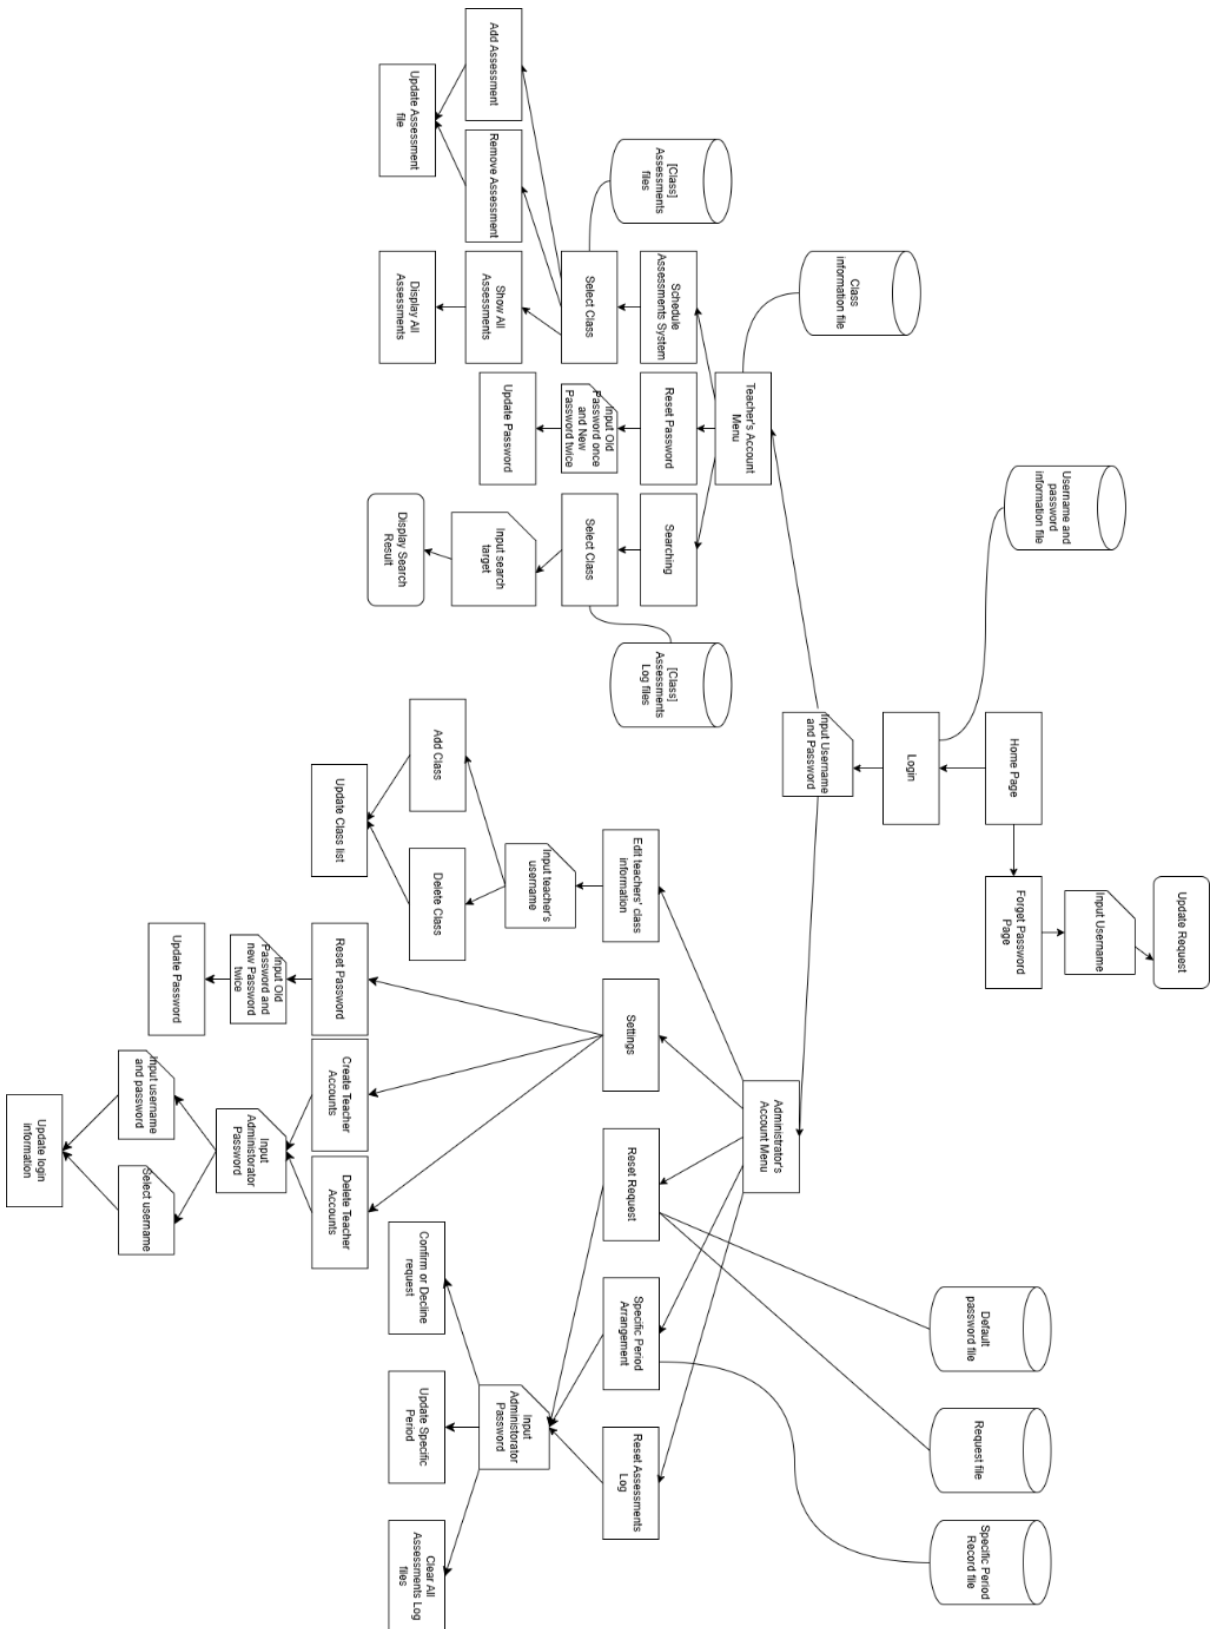 Update Request
Input Username
Forget Password
Page
Home Page
Login
Username and
password
information file
Input Username
and Password
Class
information file
Teacher's Account
Menu
[Class]
Assessments
files
Schedule
Assessments System
Reset Password
Searching
Select Class
Input Old
Password once
and New
Password twice
Select Class
[Class]
Assessments
Log files
Add Assessment
Remove Assessment
Show All
Assessments
Update Password
Input search
target
Update Assessment
file
Display All
Assessments
Display Search
Result
Default
password file
Request file
Specific Period
Record file
Administrator's
Account Menu
Edit teachers' class
information
Settings
Reset Request
Specific Period
Arrangement
Reset Assessments
Log
Input teacher's
username
Input
Administorator
Password
Add Class
Delete Class
Confirm or Decline
request
Update Specific
Period
Clear All
Assessments Log
files
Update Class list
Reset Password
Create Teacher
Accounts
Delete Teacher
Accounts
Input Old
Password and
new Password
twice
Input
Administorator
Password
Update Password
Input username
and password
Select username
Update login
information